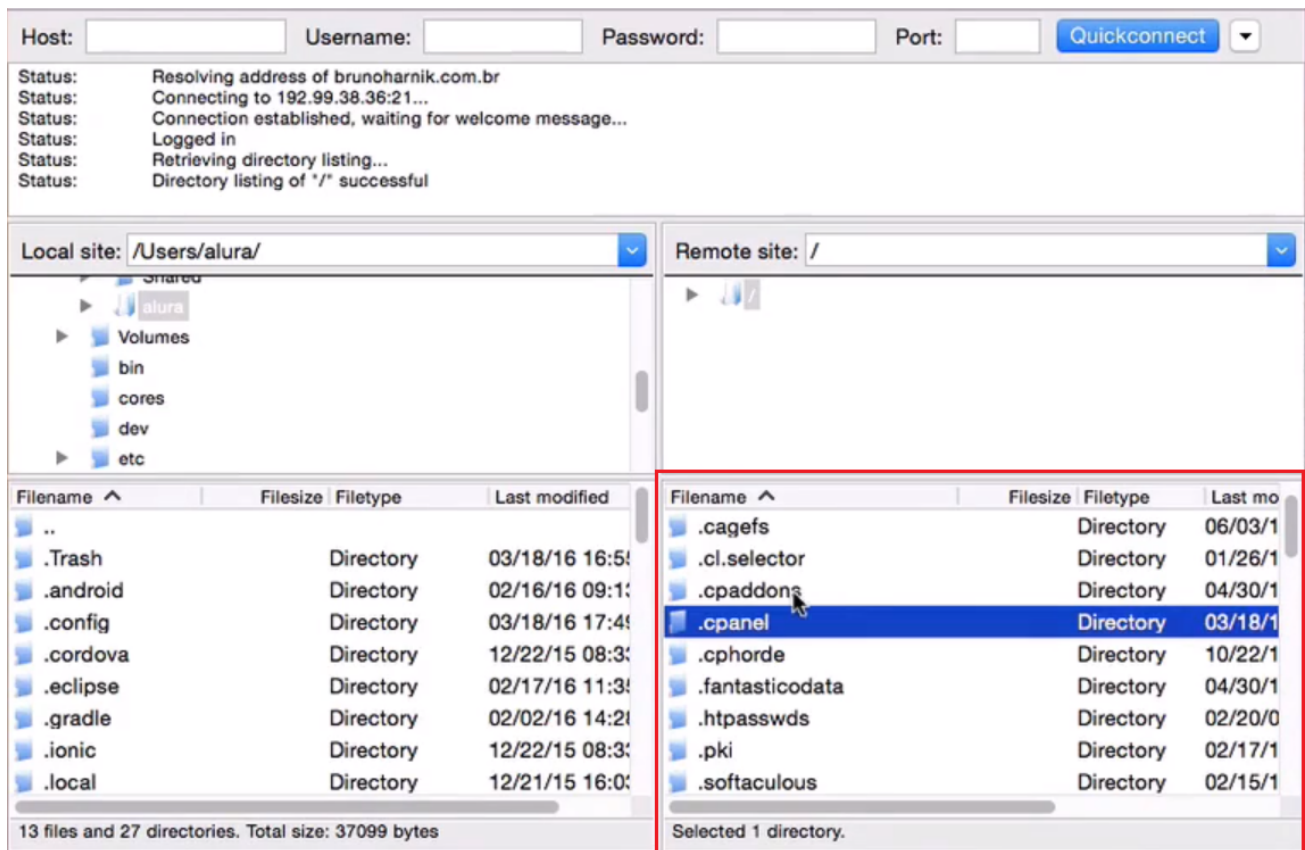 Host: Username: Password: Port: Quickconnect
Status: Resolving address of brunoharnik.com.br
Status: Connecting to 192.99.38.36:21...
Status: Connection established, waiting for welcome message...
Status: Logged in
Status: Retrieving directory listing...
Status: Directory listing of "/" successful
Local site: /Users/alura/
Shared
alura
Volumes
bin
cores
dev
etc
Remote site: /
/
Filename Filesize Filetype Last modified
..
.Trash Directory 03/18/16 16:55
.android Directory 02/16/16 09:1
.config Directory 03/18/16 17:49
.cordova Directory 12/22/15 08:3
.eclipse Directory 02/17/16 11:3
.gradle Directory 02/02/16 14:2
.ionic Directory 12/22/15 08:3
.local Directory 12/21/15 16:0
13 files and 27 directories. Total size: 37099 bytes
Filename Filesize Filetype Last mo
.cagefs Directory 06/03/1
.cl.selector Directory 01/26/1
.cpaddons Directory 04/30/1
.cpanel Directory 03/18/1
.cphorde Directory 10/22/1
.fantasticodata Directory 04/30/1
.htpasswds Directory 02/20/0
.pki Directory 02/17/1
.softaculous Directory 02/15/1
Selected 1 directory.